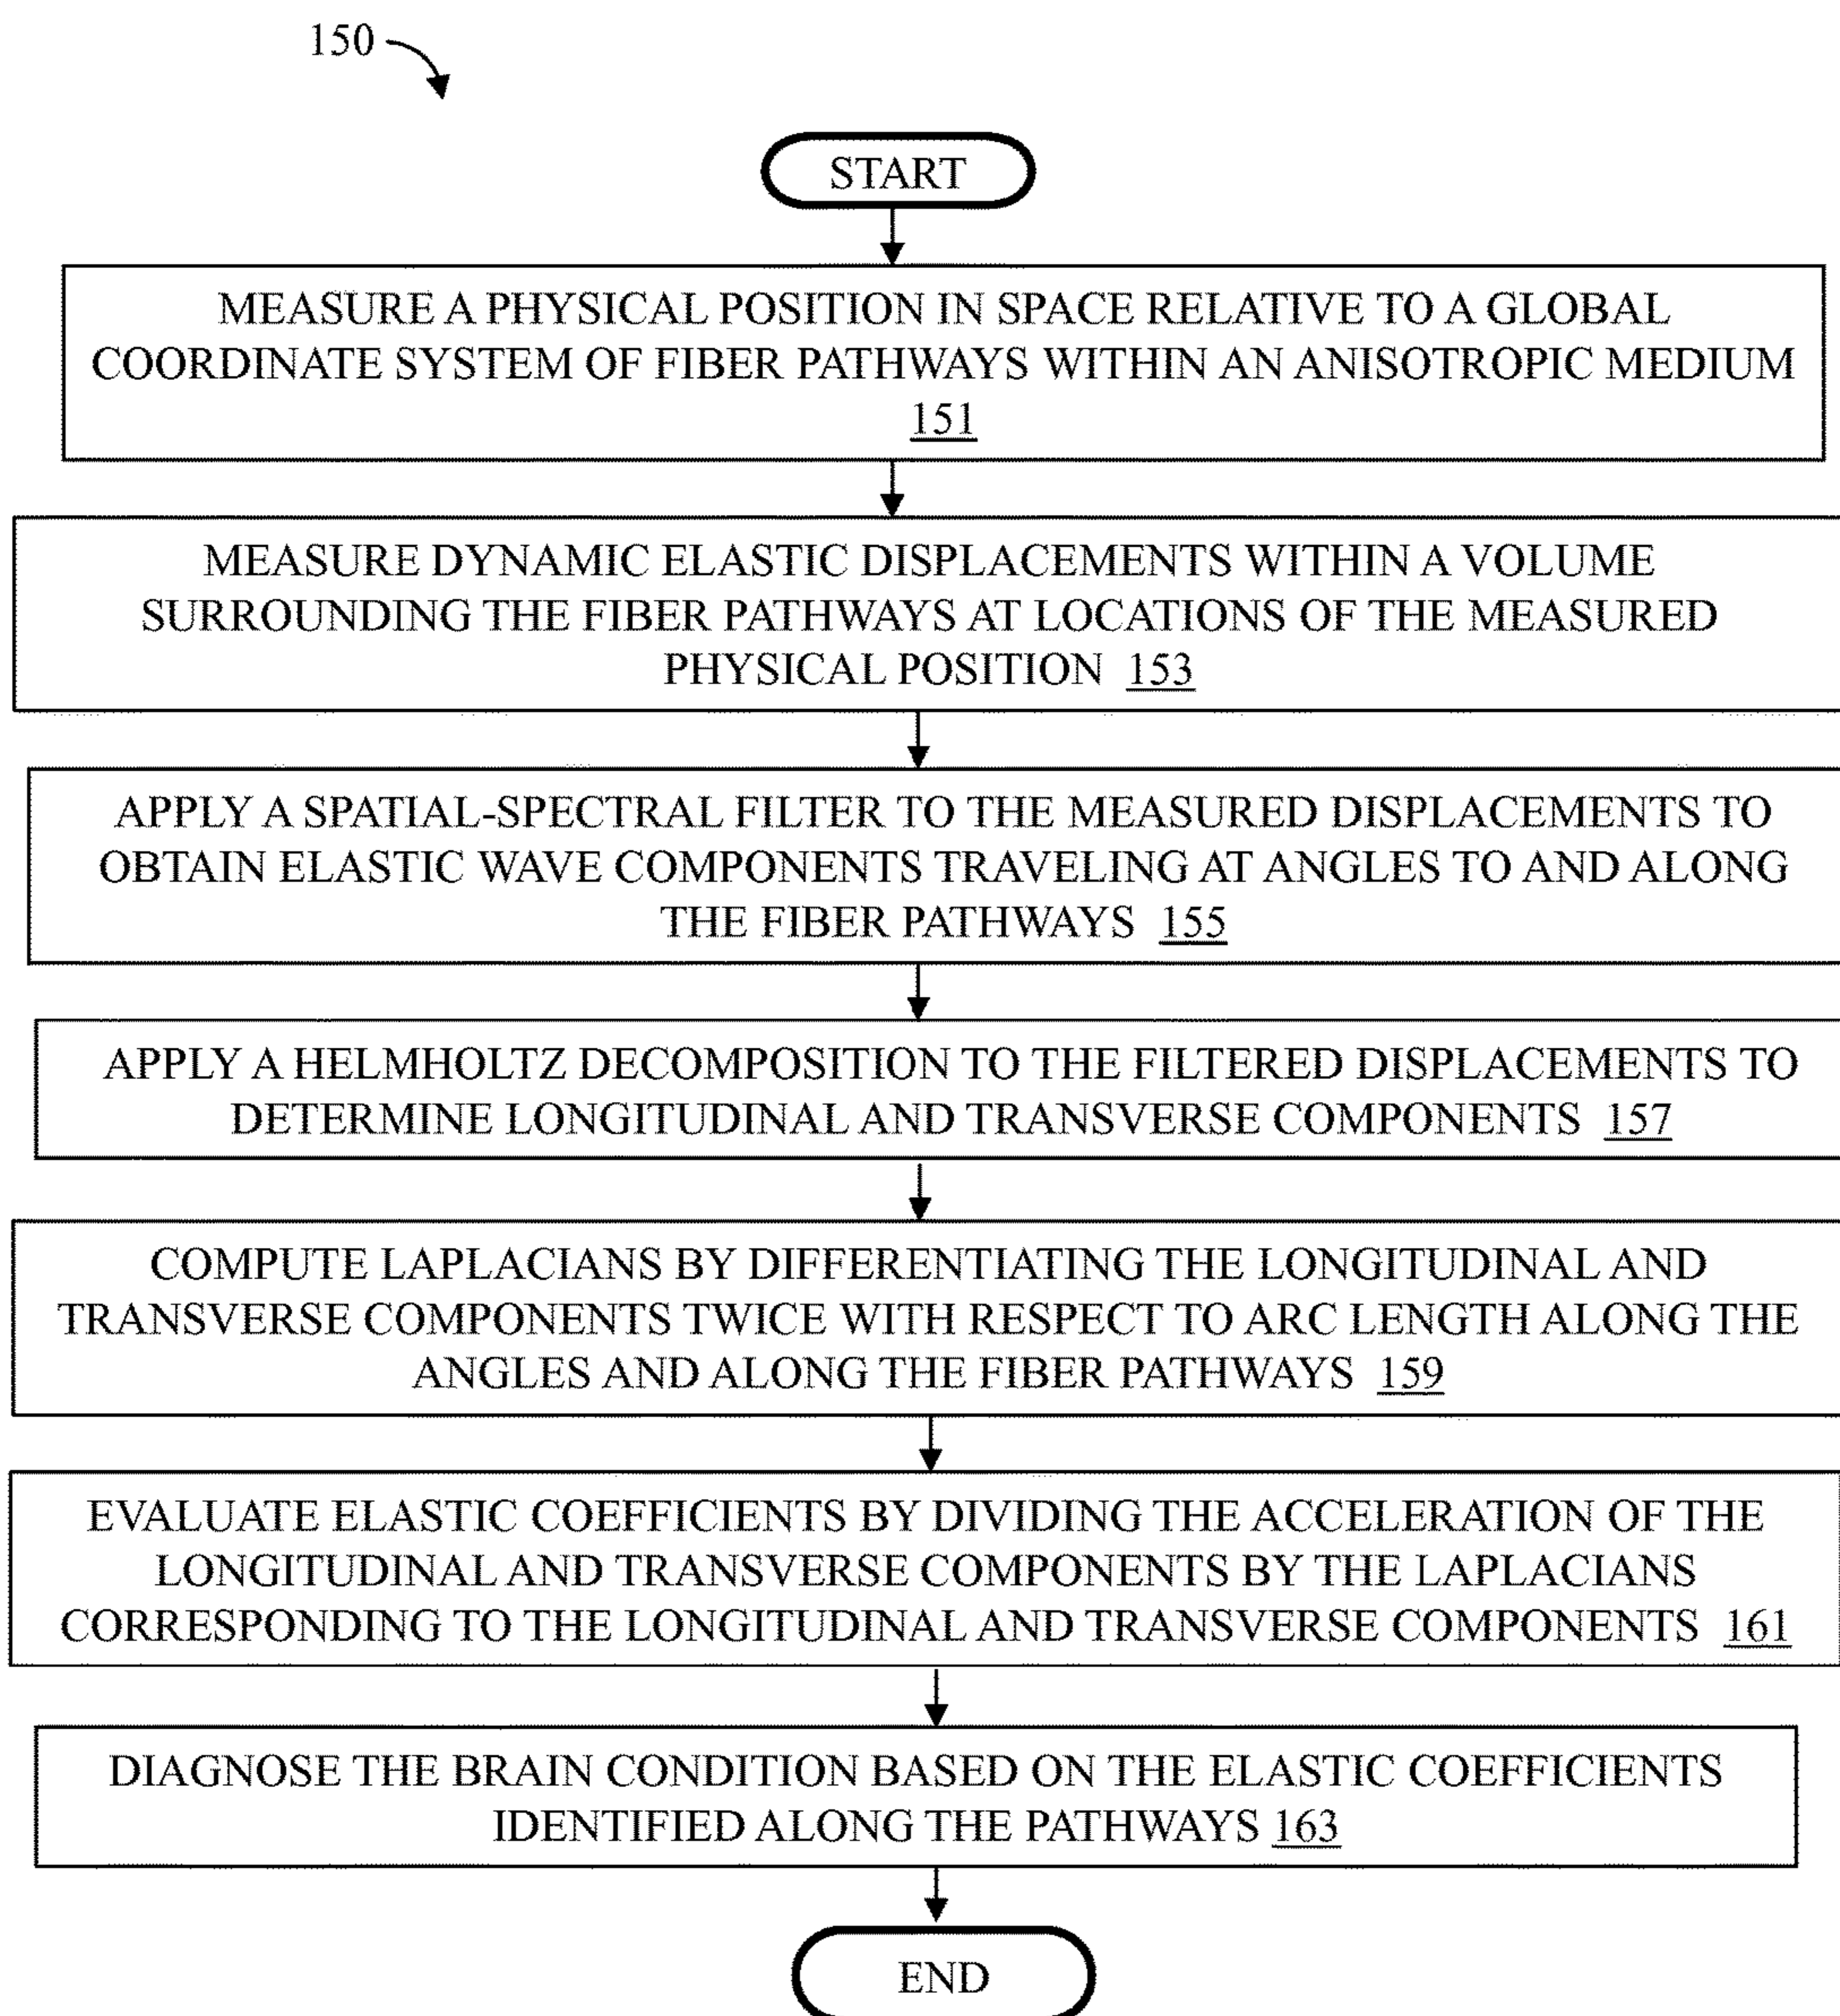 150
START
MEASURE A PHYSICAL POSITION IN SPACE RELATIVE TO A GLOBAL
COORDINATE SYSTEM OF FIBER PATHWAYS WITHIN AN ANISOTROPIC MEDIUM
151
MEASURE DYNAMIC ELASTIC DISPLACEMENTS WITHIN A VOLUME
SURROUNDING THE FIBER PATHWAYS AT LOCATIONS OF THE MEASURED
PHYSICAL POSITION 153
APPLY A SPATIAL-SPECTRAL FILTER TO THE MEASURED DISPLACEMENTS TO
OBTAIN ELASTIC WAVE COMPONENTS TRAVELING AT ANGLES TO AND ALONG
THE FIBER PATHWAYS 155
APPLY A HELMHOLTZ DECOMPOSITION TO THE FILTERED DISPLACEMENTS TO
DETERMINE LONGITUDINAL AND TRANSVERSE COMPONENTS 157
COMPUTE LAPLACIANS BY DIFFERENTIATING THE LONGITUDINAL AND
TRANSVERSE COMPONENTS TWICE WITH RESPECT TO ARC LENGTH ALONG THE
ANGLES AND ALONG THE FIBER PATHWAYS 159
EVALUATE ELASTIC COEFFICIENTS BY DIVIDING THE ACCELERATION OF THE
LONGITUDINAL AND TRANSVERSE COMPONENTS BY THE LAPLACIANS
CORRESPONDING TO THE LONGITUDINAL AND TRANSVERSE COMPONENTS 161
DIAGNOSE THE BRAIN CONDITION BASED ON THE ELASTIC COEFFICIENTS
IDENTIFIED ALONG THE PATHWAYS 163
END